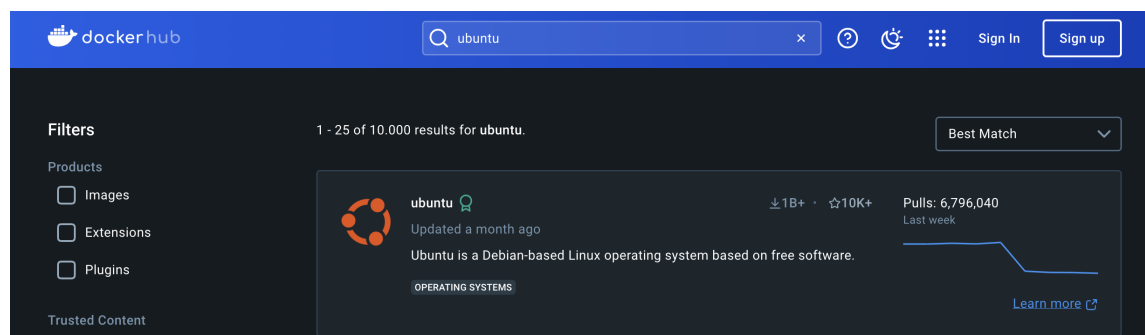 dockerhub
ubuntu
Sign In
Sign up
Filters
1 - 25 of 10.000 results for ubuntu.
Best Match
Products
Images
Extensions
Plugins
Trusted Content
ubuntu
1B+ · 10K+
Updated a month ago
Ubuntu is a Debian-based Linux operating system based on free software.
OPERATING SYSTEMS
Pulls: 6,796,040
Last week
Learn more